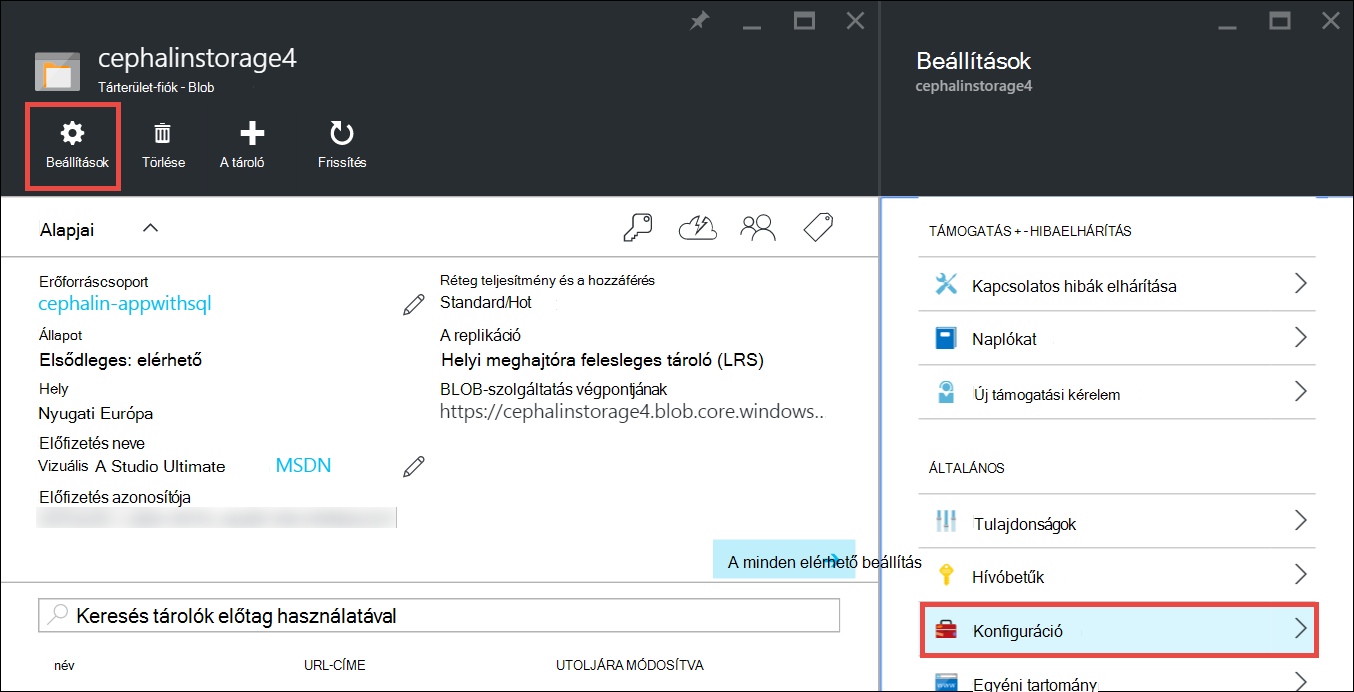 cephalinstorage4
Tárterület-fiók - Blob
Beállítások
Törlése
A tároló
Frissítés
Alapjai
Erőforráscsoport
cephalin-appwithsql
Állapot
Elsődleges: elérhető
Hely
Nyugati Európa
Előfizetés neve
Vizuális A Studio Ultimate MSDN
Előfizetés azonosítója
Réteg teljesítmény és a hozzáférés
Standard/Hot
A replikáció
Helyi meghajtóra felesleges tároló (LRS)
BLOB-szolgáltatás végpontjának
https://cephalinstorage4.blob.core.windows..
A minden elérhető beállítás
Keresés tárolók előtag használatával
név URL-CÍME UTOLJÁRA MÓDOSÍTVA
Beállítások
cephalinstorage4
TÁMOGATÁS + - HIBAELHÁRÍTÁS
Kapcsolatos hibák elhárítása
Naplókat
Új támogatási kérelem
ÁLTALÁNOS
Tulajdonságok
Hívóbetűk
Konfiguráció
Egyéni tartomány